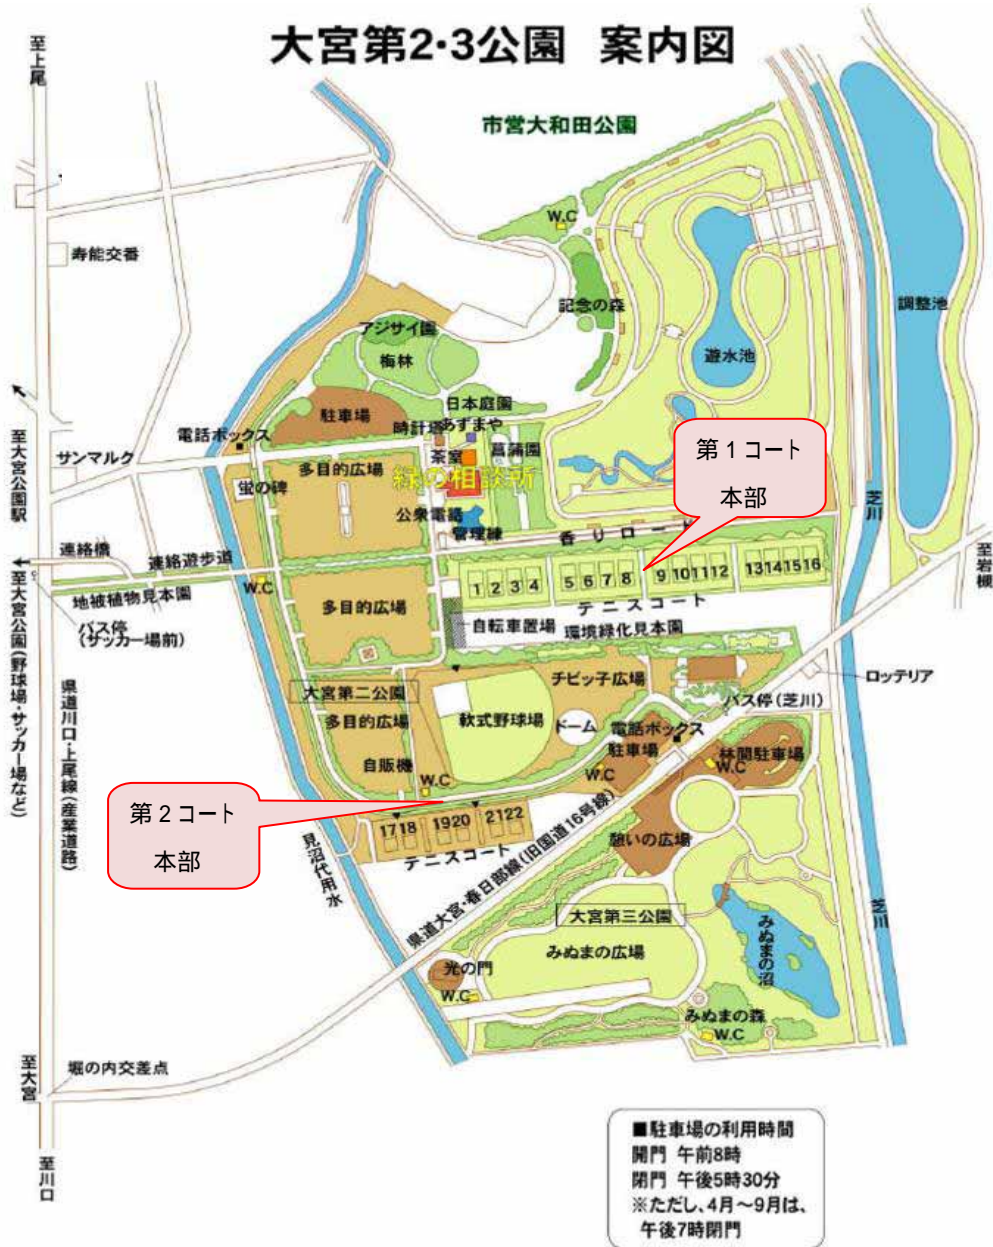 大宮第2・3公園 案内図
至上尾
市営大和田公園
W.C
寿能交番
記念の森
調整池
アジサイ園
遊水池
梅林
日本庭園
駐車場
時計塔
あずまや
電話ボックス
第1コート
本部
至大宮公園駅
サンマルク
多目的広場
茶室
菖蒲園
緑の相談所
蛍の碑
公衆電話
芝川
管理棟
香りロード
連絡橋
連絡遊歩道
至岩槻
1 2 3 4 5 6 7 8 9 10 11 12 13 14 15 16
W.C
地被植物見本園
多目的広場
テニスコート
自転車置場
環境緑化見本園
バス停
(サッカー場前)
至大宮公園(野球場・サッカー場など)
ロッテリア
チビッ子広場
大宮第二公園
県道川口・上尾線(産業道路)
バス停(芝川)
多目的広場
軟式野球場
ドーム
電話ボックス
駐車場
林間駐車場
自販機
W.C
W.C
W.C
第2コート
本部
17 18 19 20 21 22
テニスコート
憩いの広場
見沼代用水
県道大宮・春日部線(旧国道16号線)
芝川
大宮第三公園
みぬまの沼
みぬまの広場
光の門
W.C
みぬまの森
W.C
至大宮
堀の内交差点
至川口
■駐車場の利用時間
開門 午前8時
閉門 午後5時30分
※ただし、4月～9月は、
午後7時閉門